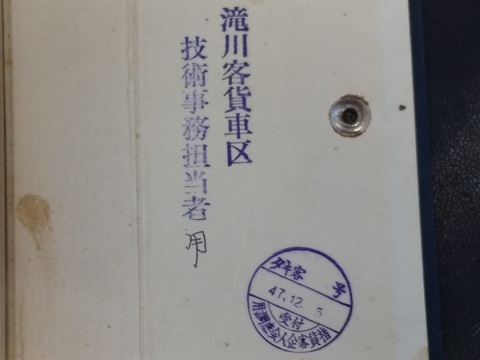 滝川客貨車区
技術事務担当者用
タキ客 号
47.12.5
受付